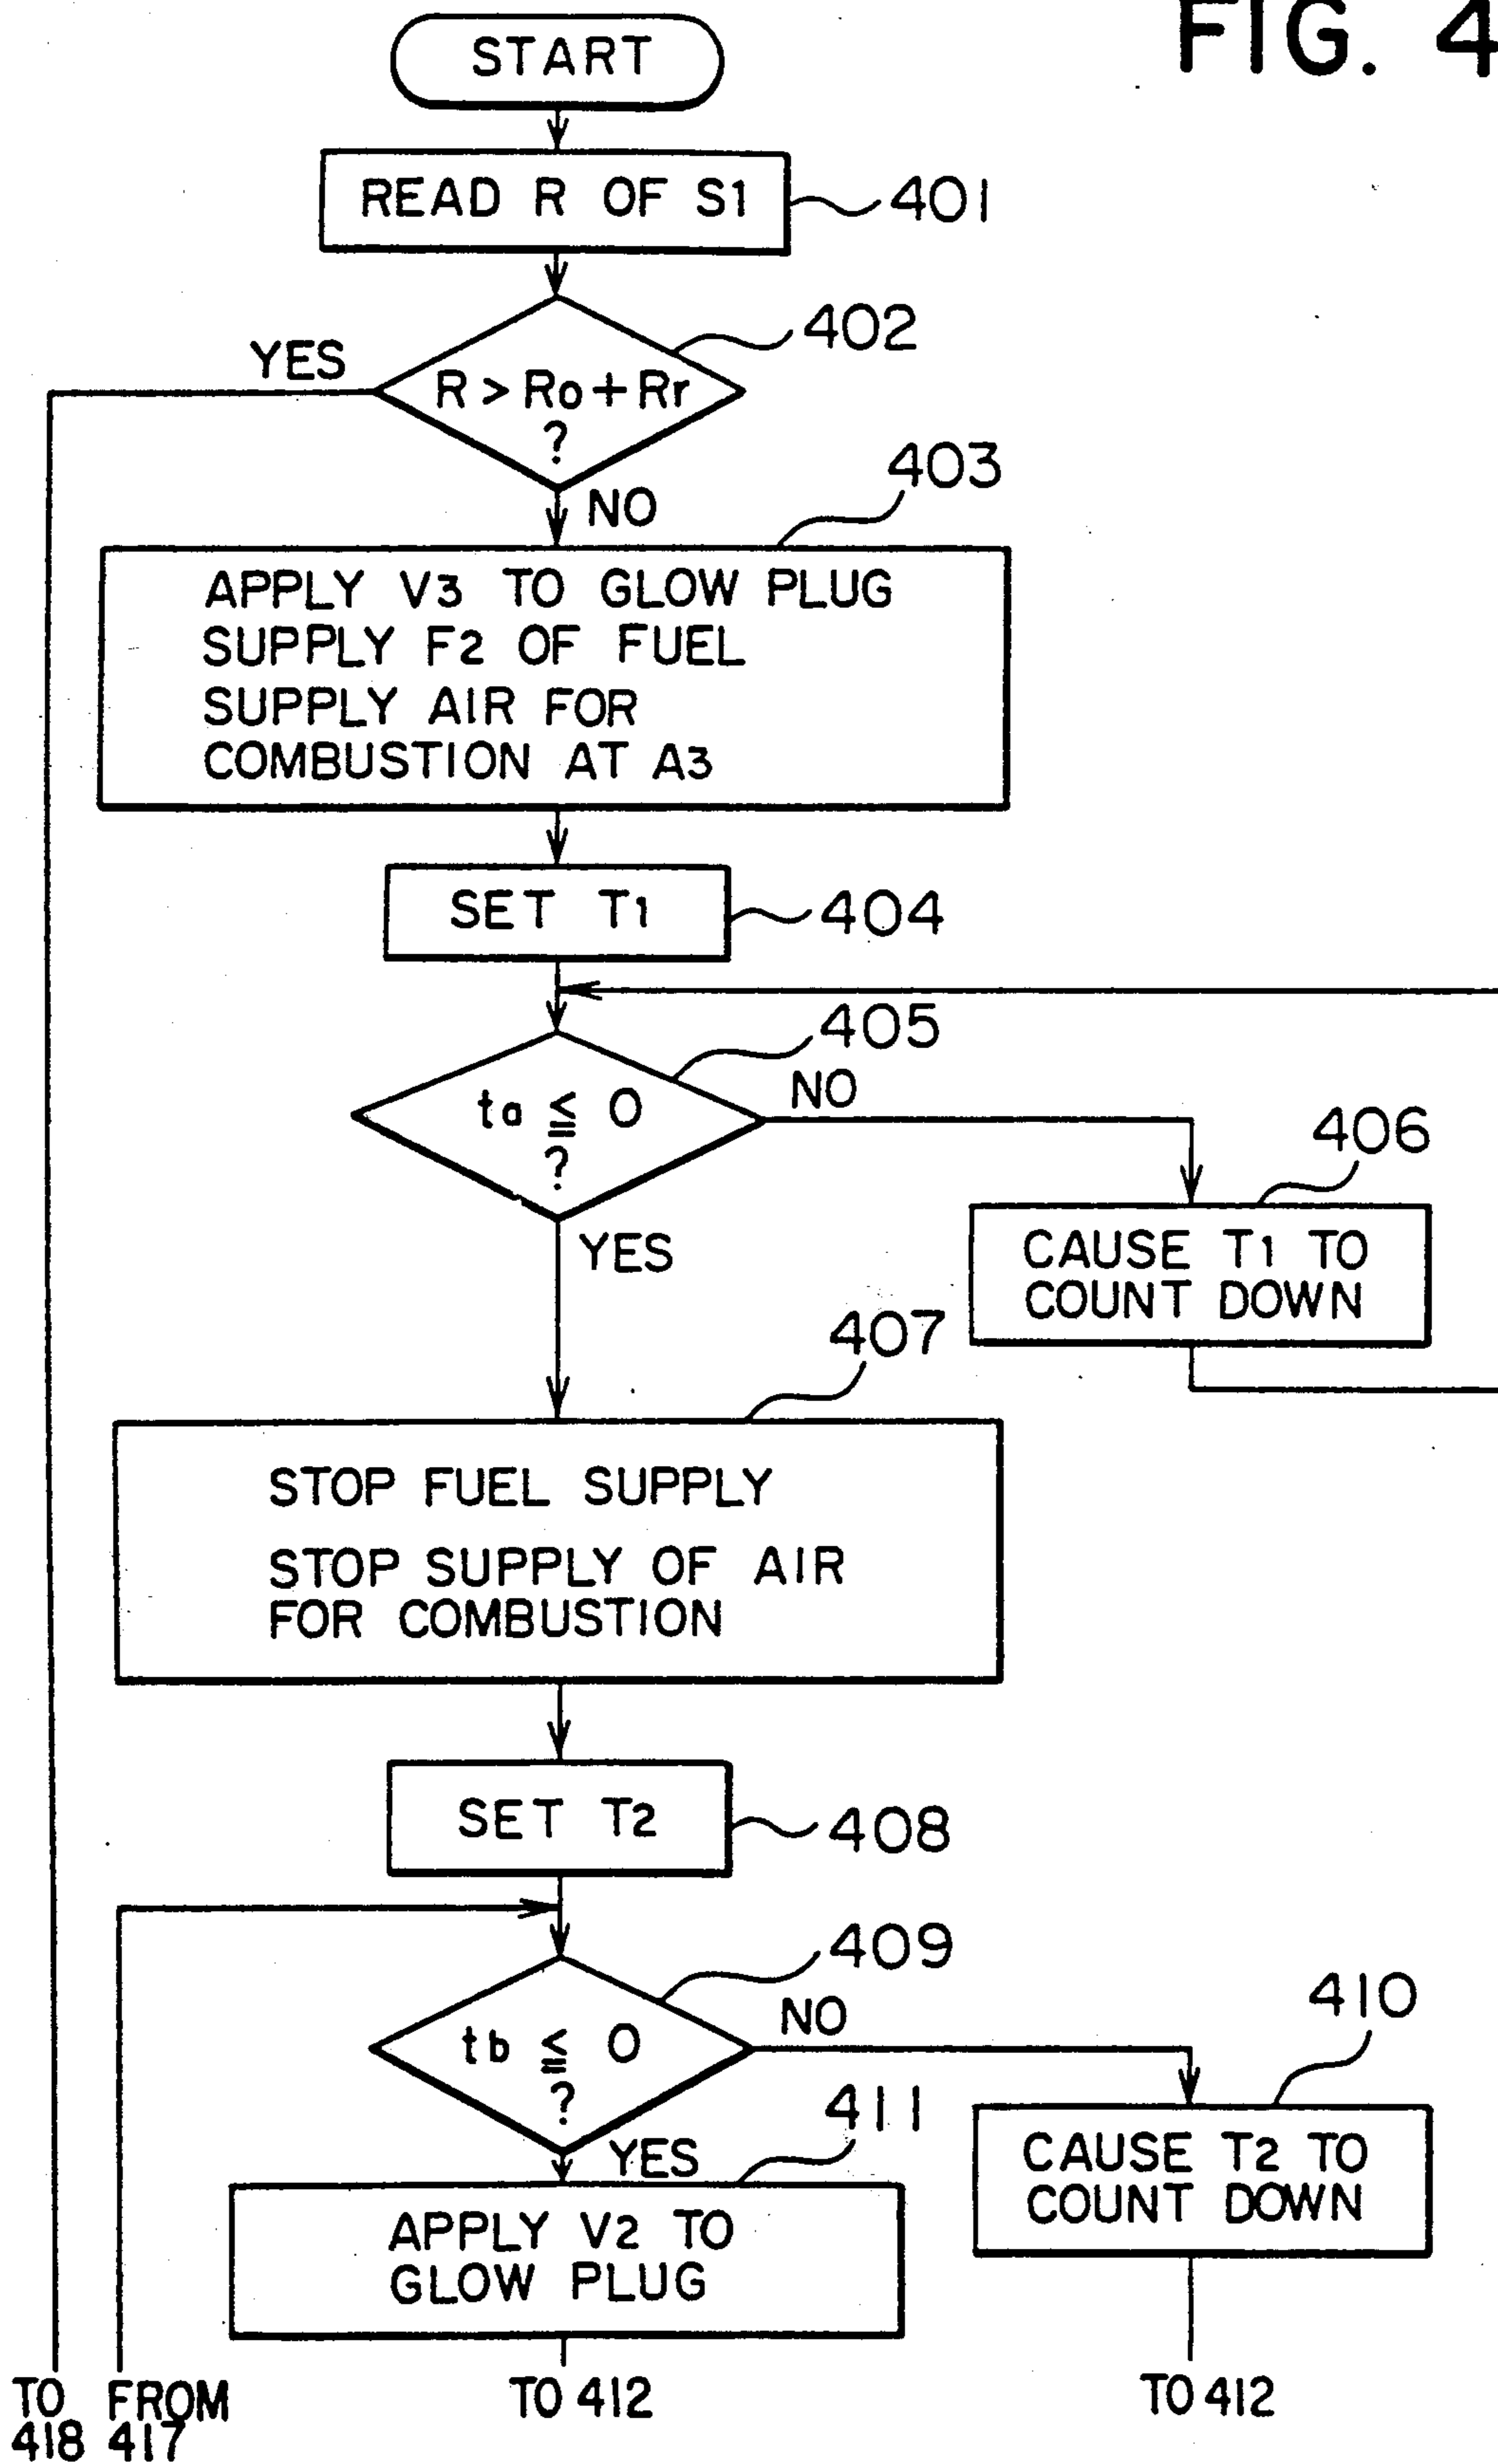 FIG. 4
START
READ R OF S1
401
402
YES
R > Ro + Rr
?
NO
403
APPLY V3 TO GLOW PLUG
SUPPLY F2 OF FUEL
SUPPLY AIR FOR
COMBUSTION AT A3
SET T1
404
405
ta ≦ 0
?
NO
YES
406
CAUSE T1 TO
COUNT DOWN
407
STOP FUEL SUPPLY
STOP SUPPLY OF AIR
FOR COMBUSTION
SET T2
408
409
tb ≦ 0
?
NO
YES
410
CAUSE T2 TO
COUNT DOWN
411
APPLY V2 TO
GLOW PLUG
TO
418
FROM
417
TO 412
TO 412